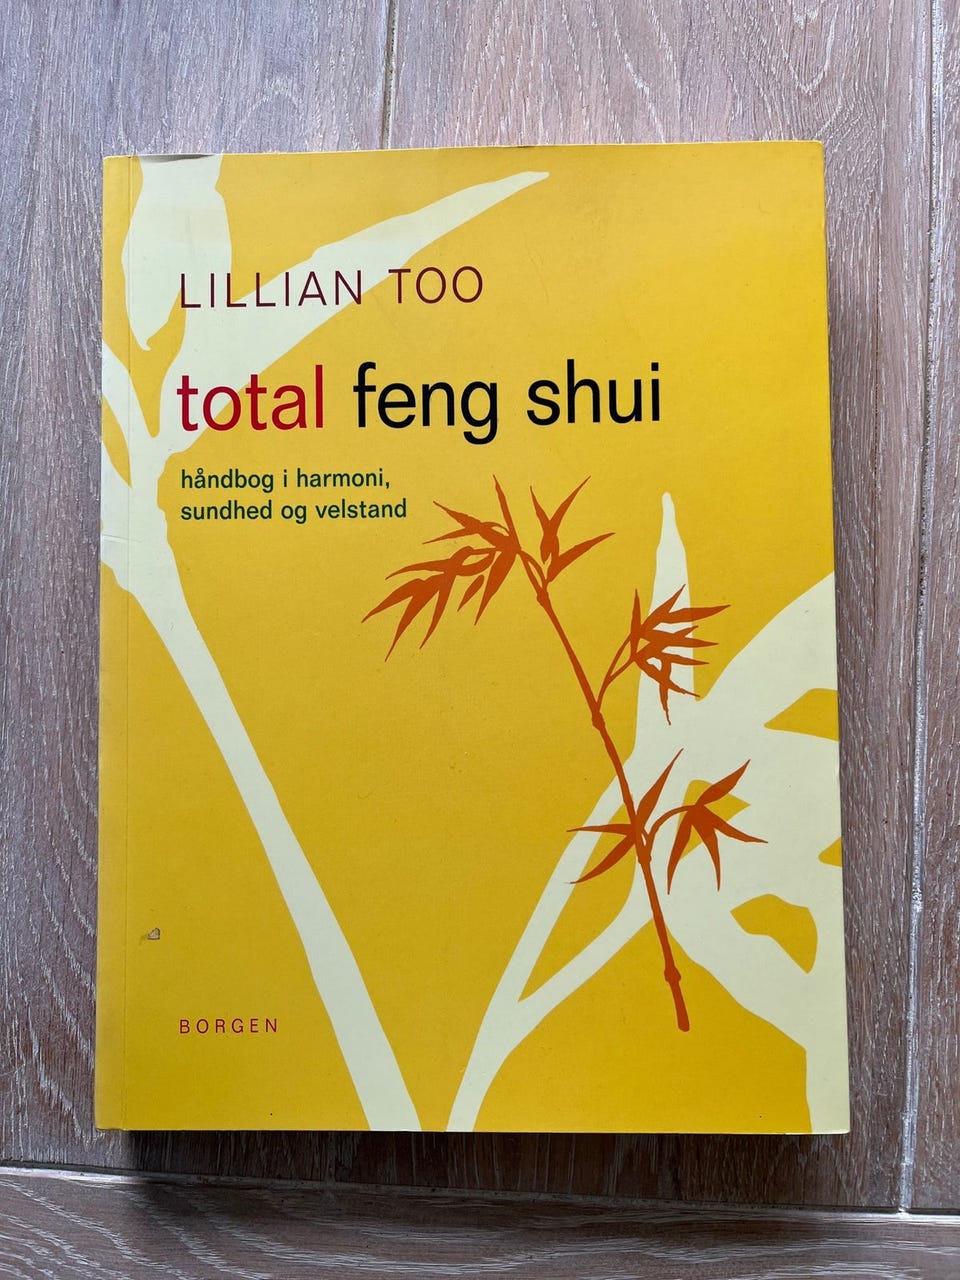 LILLIAN TOO
total feng shui
håndbog i harmoni,
sundhed og velstand
BORGEN